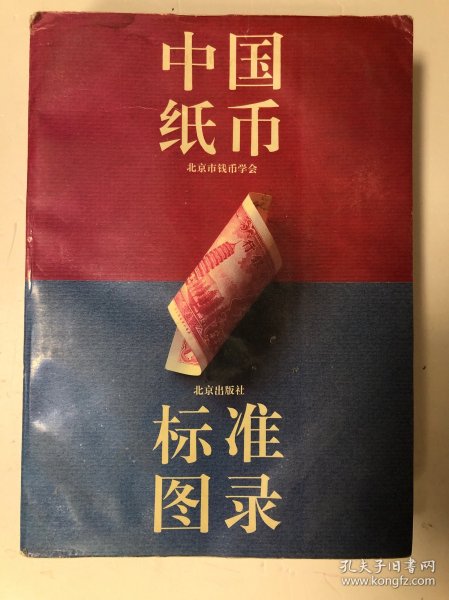 中国
纸币
北京市钱币学会
北京出版社
标准
图录
孔夫子旧书网
www.kongfz.com